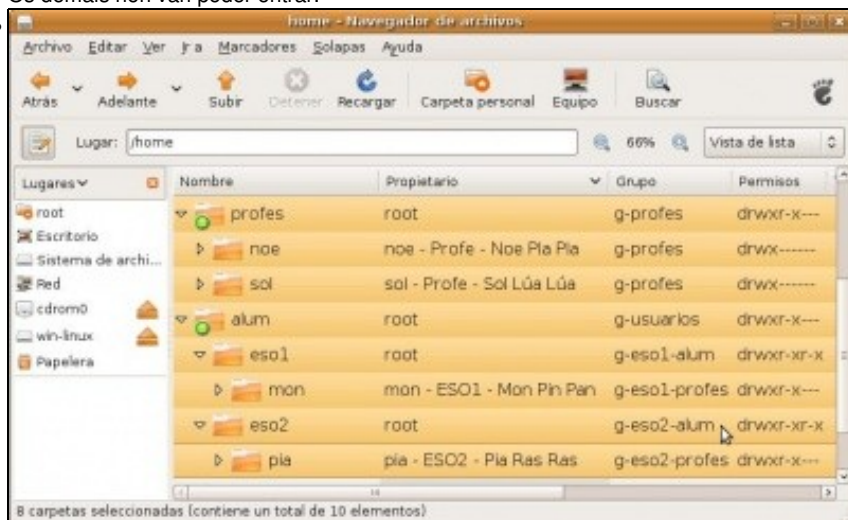 Os demais non van poder entrar.
home - Navegador de archivos
Archivo Editar Ver Ir a Marcadores Solapas Ayuda
Atrás Adelante Subir Detener Recargar Carpeta personal Equipo Buscar
Lugar: /home 66% Vista de lista
Lugares Nombre Propietario Grupo Permisos
root
Escritorio
Sistema de archi...
Red
cdrom0
win-linux
Papelera
profes root g-profes drwxr-x---
noe noe - Profe - Noe Pla Pla g-profes drwx------
sol sol - Profe - Sol Lúa Lúa g-profes drwx------
alum root g-usuarios drwxr-x---
eso1 root g-eso1-alum drwxr-xr-x
mon mon - ESO1 - Mon Pin Pan g-eso1-profes drwxr-x---
eso2 root g-eso2-alum drwxr-xr-x
pia pia - ESO2 - Pia Ras Ras g-eso2-profes drwxr-x---
8 carpetas seleccionadas (contiene un total de 10 elementos)